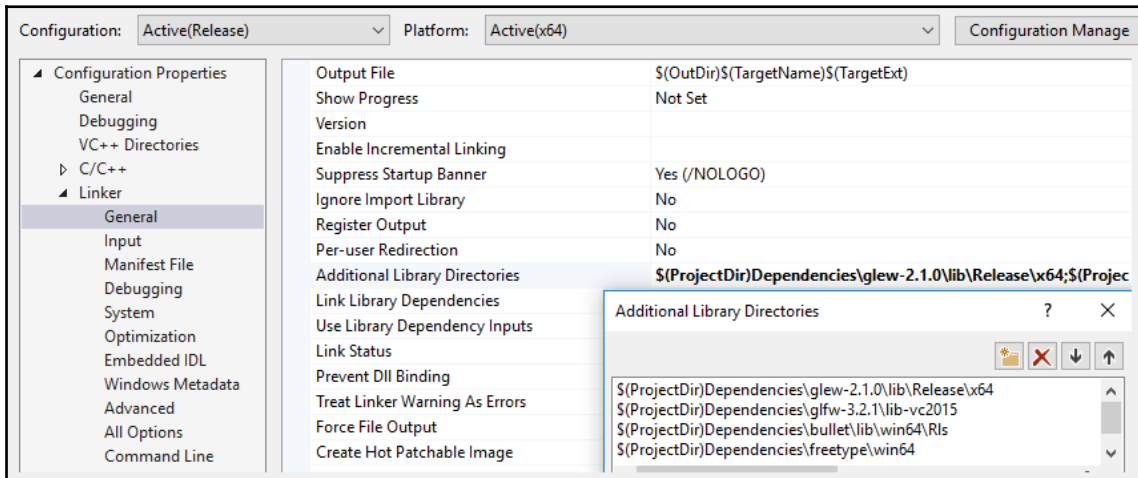 Configuration: Active(Release) Platform: Active(x64) Configuration Manage
Configuration Properties
General
Debugging
VC++ Directories
C/C++
Linker
General
Input
Manifest File
Debugging
System
Optimization
Embedded IDL
Windows Metadata
Advanced
All Options
Command Line
Output File $(OutDir)$(TargetName)$(TargetExt)
Show Progress Not Set
Version
Enable Incremental Linking
Suppress Startup Banner Yes (/NOLOGO)
Ignore Import Library No
Register Output No
Per-user Redirection No
Additional Library Directories $(ProjectDir)Dependencies\glew-2.1.0\lib\Release\x64;$(Projec
Link Library Dependencies
Use Library Dependency Inputs
Link Status
Prevent Dll Binding
Treat Linker Warning As Errors
Force File Output
Create Hot Patchable Image
Additional Library Directories ? ×
$(ProjectDir)Dependencies\glew-2.1.0\lib\Release\x64
$(ProjectDir)Dependencies\glfw-3.2.1\lib-vc2015
$(ProjectDir)Dependencies\bullet\lib\win64\Rls
$(ProjectDir)Dependencies\freetype\win64